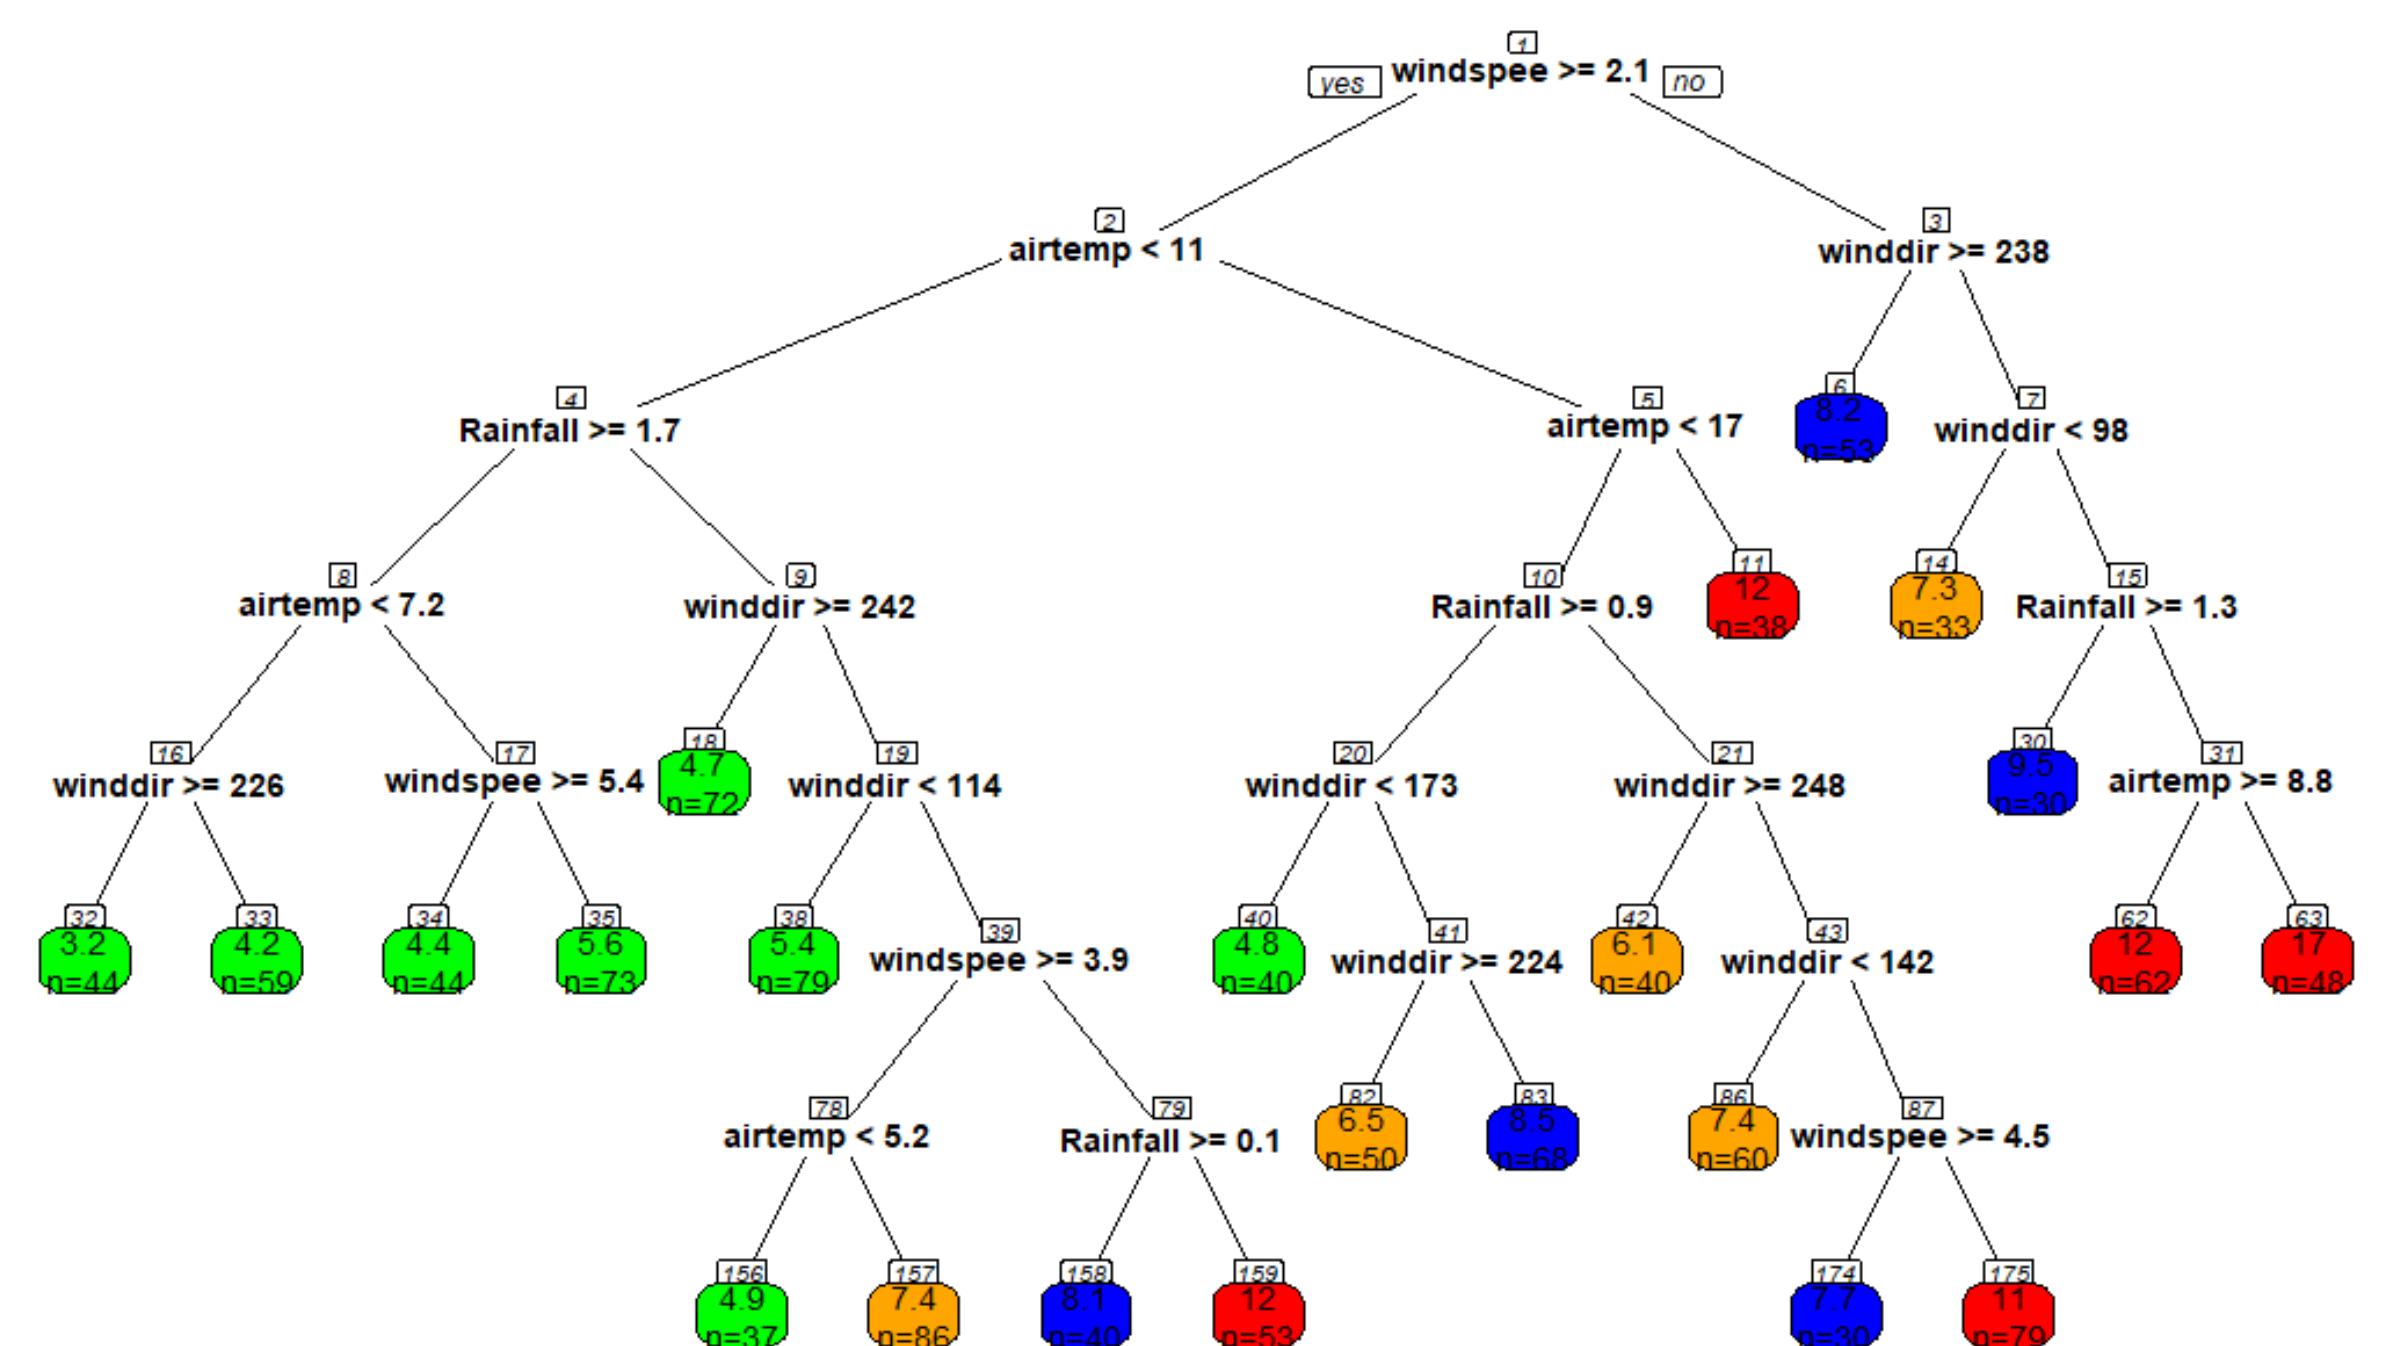 1
yes windspee >= 2.1 no
2
airtemp < 11
3
winddir >= 238
4
Rainfall >= 1.7
5
airtemp < 17
6
8.2
n=53
7
winddir < 98
8
airtemp < 7.2
9
winddir >= 242
10
Rainfall >= 0.9
11
12
n=38
14
7.3
n=33
15
Rainfall >= 1.3
16
winddir >= 226
17
windspee >= 5.4
18
4.7
n=72
19
winddir < 114
20
winddir < 173
21
winddir >= 248
30
9.5
n=30
31
airtemp >= 8.8
32
3.2
n=44
33
4.2
n=59
34
4.4
n=44
35
5.6
n=73
38
5.4
n=79
39
windspee >= 3.9
40
4.8
n=40
41
winddir >= 224
42
6.1
n=40
43
winddir < 142
62
12
n=62
63
17
n=48
78
airtemp < 5.2
79
Rainfall >= 0.1
82
6.5
n=50
83
8.5
n=68
86
7.4
n=60
87
windspee >= 4.5
156
4.9
n=37
157
7.4
n=86
158
8.1
n=40
159
12
n=53
174
7.7
n=30
175
11
n=79